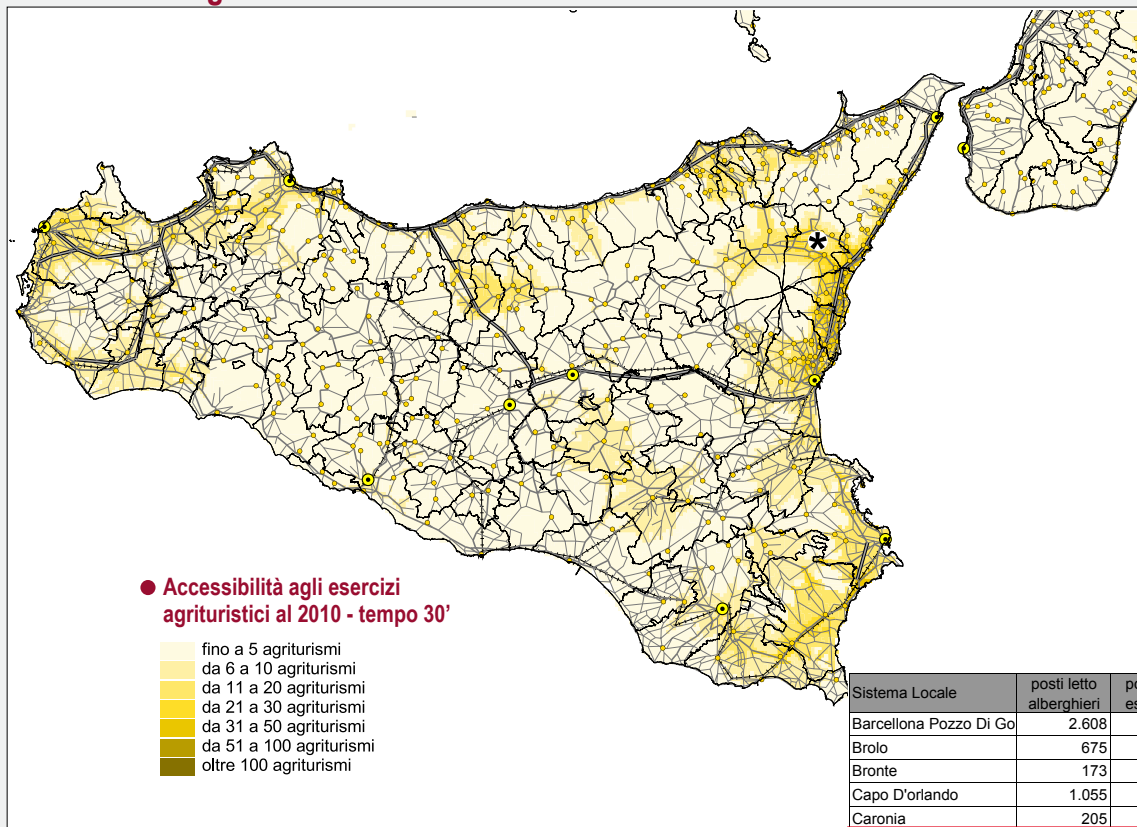 ● Accessibilità agli esercizi
agrituristici al 2010 - tempo 30'
fino a 5 agriturismi
da 6 a 10 agriturismi
da 11 a 20 agriturismi
da 21 a 30 agriturismi
da 31 a 50 agriturismi
da 51 a 100 agriturismi
oltre 100 agriturismi
*
Sistema Locale posti letto alberghieri
Barcellona Pozzo Di Go 2.608
Brolo 675
Bronte 173
Capo D'orlando 1.055
Caronia 205